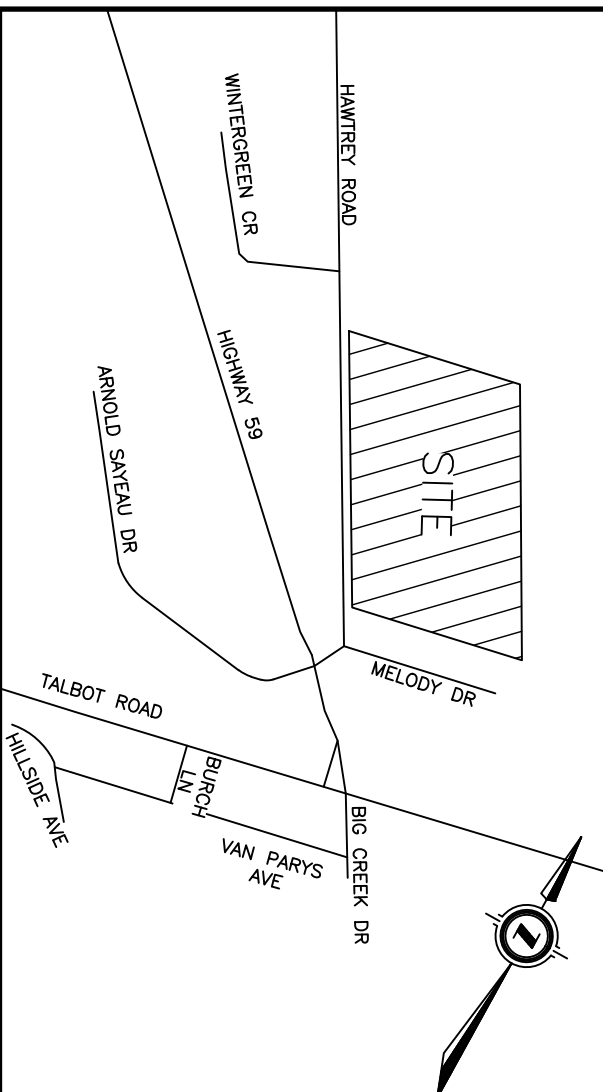 HAWTREY ROAD
WINTERGREEN CR
HIGHWAY 59
SITE
ARNOLD SAYEAU DR
MELODY DR
TALBOT ROAD
BURCH
LN
HILLSIDE AVE
VAN PARYS
AVE
BIG CREEK DR
N